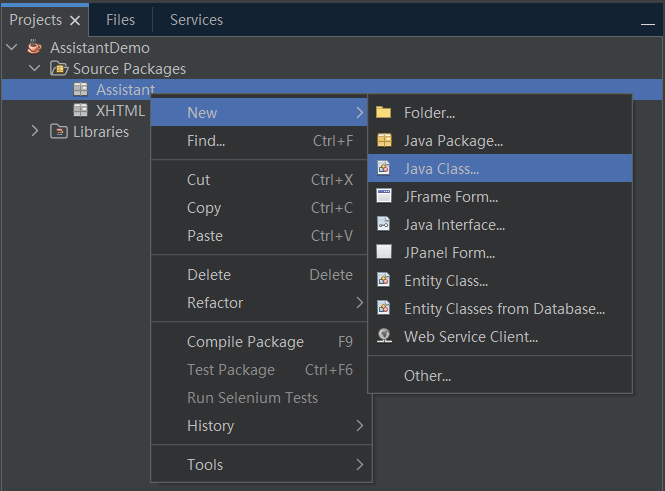 Projects Files Services
AssistantDemo
Source Packages
Assistant
XHTML
Libraries
New
Find... Ctrl+F
Cut Ctrl+X
Copy Ctrl+C
Paste Ctrl+V
Delete Delete
Refactor
Compile Package F9
Test Package Ctrl+F6
Run Selenium Tests
History
Tools
Folder...
Java Package...
Java Class...
JFrame Form...
Java Interface...
JPanel Form...
Entity Class...
Entity Classes from Database...
Web Service Client...
Other...